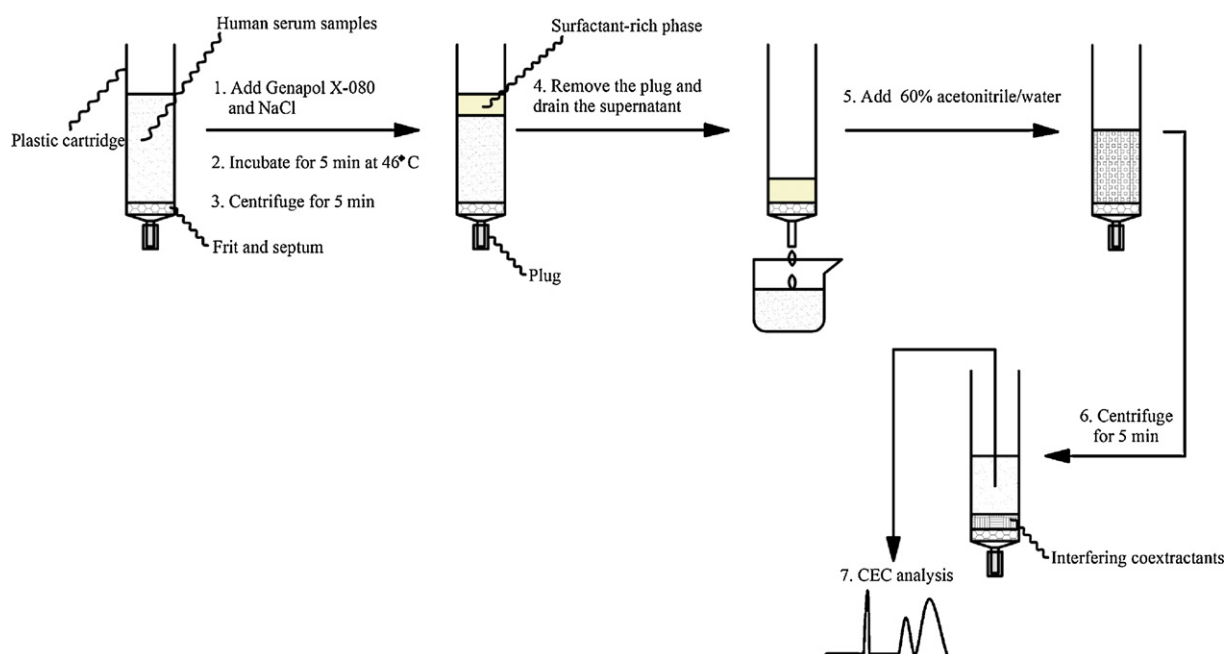 Human serum samples
Surfactant-rich phase
1. Add Genapol X-080
and NaCl
4. Remove the plug and
drain the supernatant
5. Add 60% acetonitrile/water
Plastic cartridge
2. Incubate for 5 min at 46°C
3. Centrifuge for 5 min
Frit and septum
Plug
6. Centrifuge
for 5 min
Interfering coextractants
7. CEC analysis